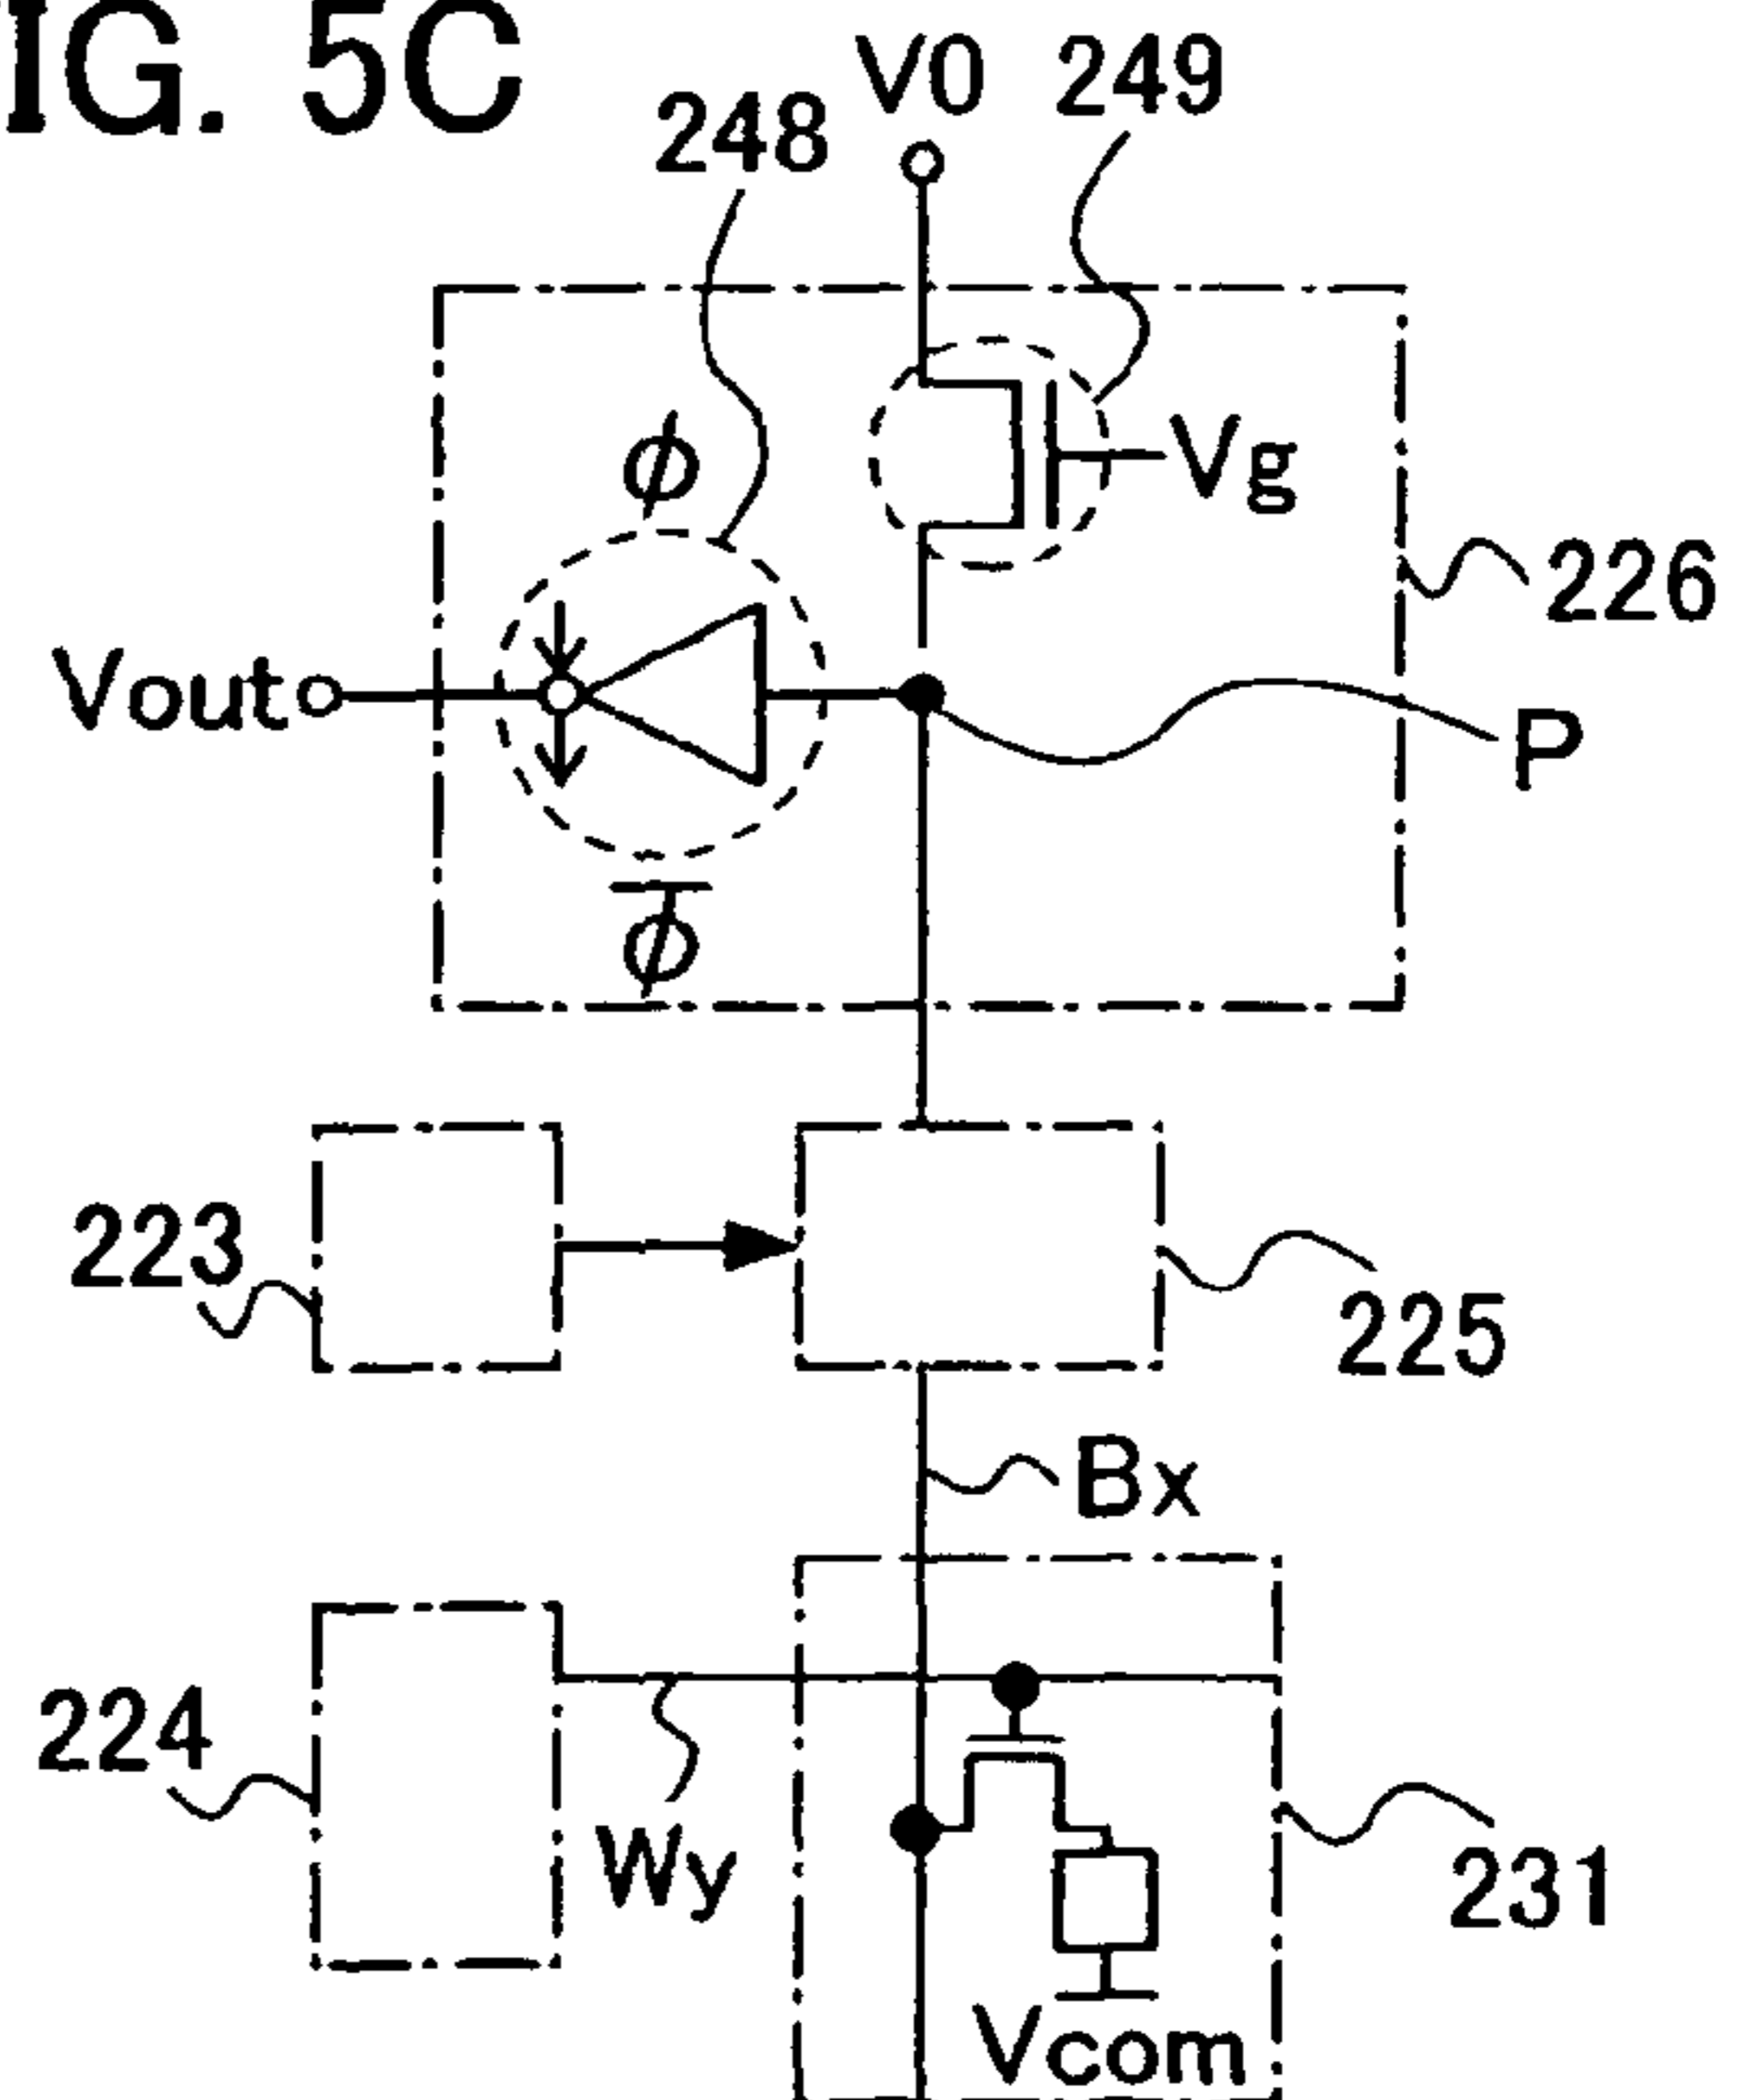 IG. 5C
V0
249
248
ϕ
Vg
226
Vout
P
ϕ̅
223
225
Bx
224
Wy
231
Vcom